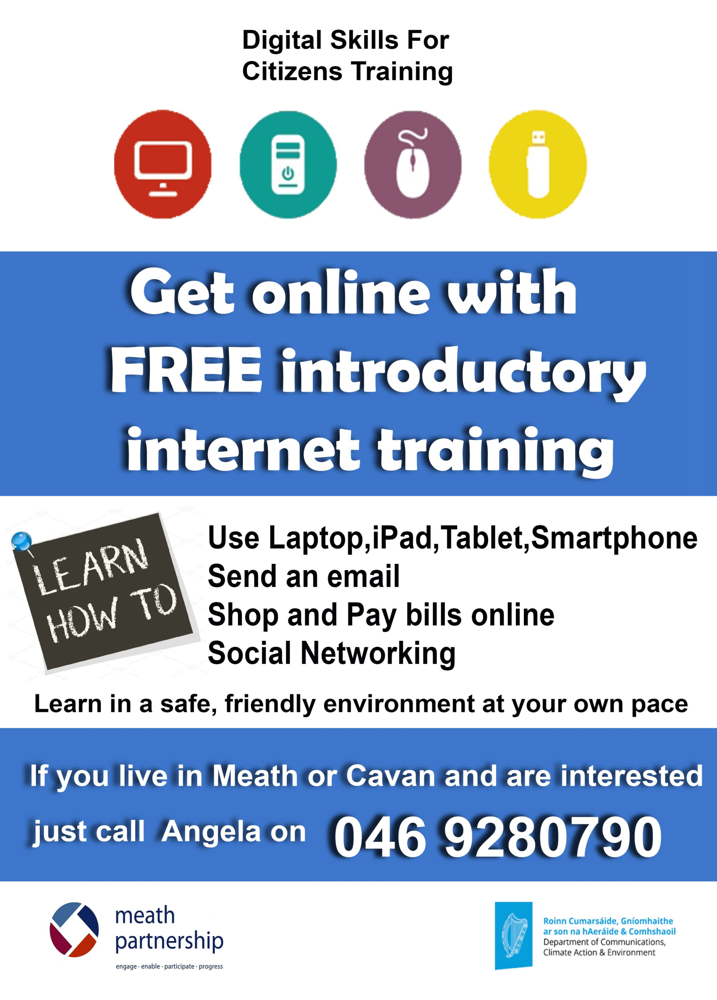 Digital Skills For
Citizens Training
Get online with
FREE introductory
internet training
LEARN
HOW TO
Use Laptop,iPad,Tablet,Smartphone
Send an email
Shop and Pay bills online
Social Networking
Learn in a safe, friendly environment at your own pace
If you live in Meath or Cavan and are interested
just call Angela on 046 9280790
meath
partnership
engage · enable · participate · progress
Roinn Cumarsáide, Gníomhaithe
ar son na hAeráide & Comhshaoil
Department of Communications,
Climate Action & Environment